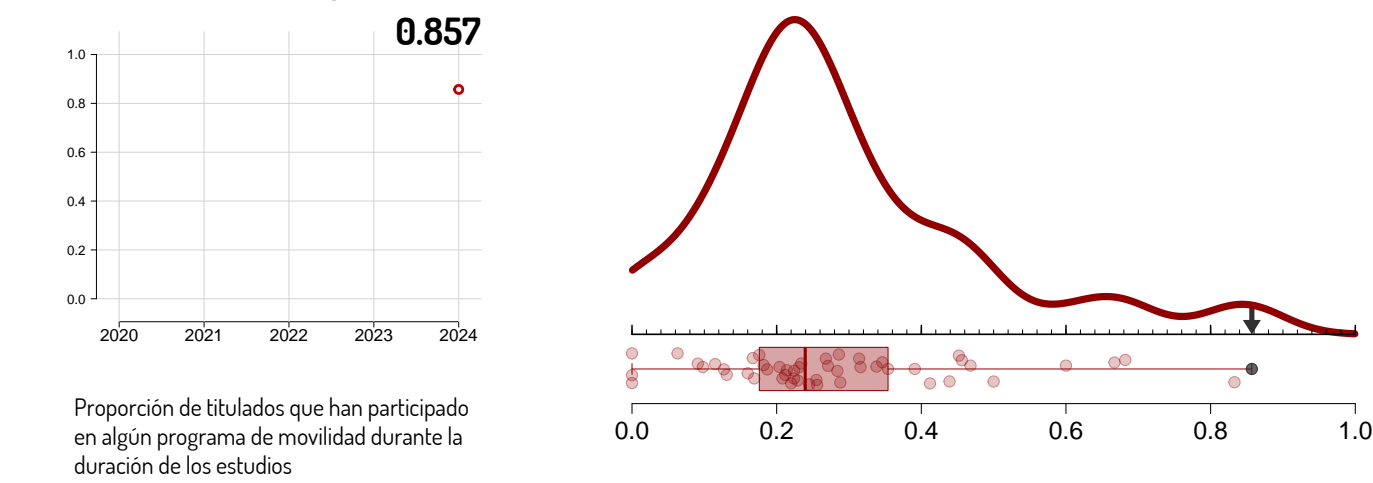 0.857
1.0
0.8
0.6
0.4
0.2
0.0
2020 2021 2022 2023 2024
Proporción de titulados que han participado
en algún programa de movilidad durante la
duración de los estudios
0.0 0.2 0.4 0.6 0.8 1.0